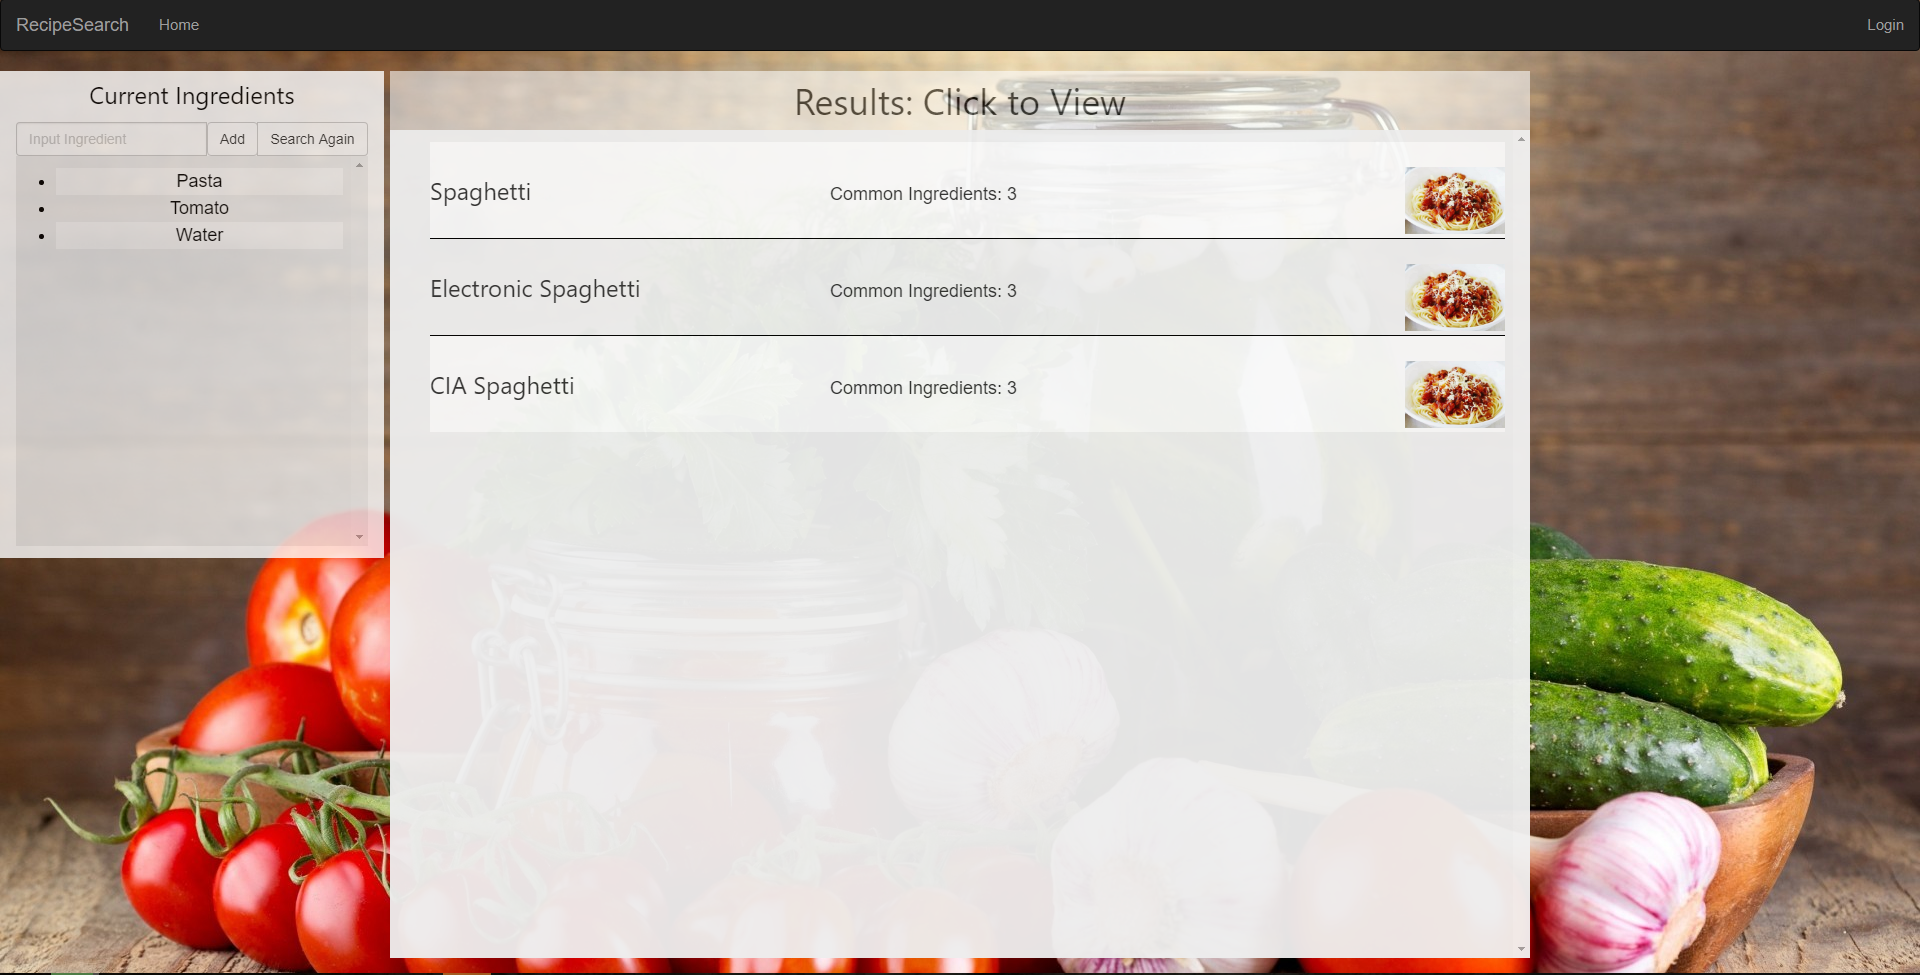 RecipeSearch Home Login
Current Ingredients
Input Ingredient Add Search Again
Pasta
Tomato
Water
Results: Click to View
Spaghetti Common Ingredients: 3
Electronic Spaghetti Common Ingredients: 3
CIA Spaghetti Common Ingredients: 3